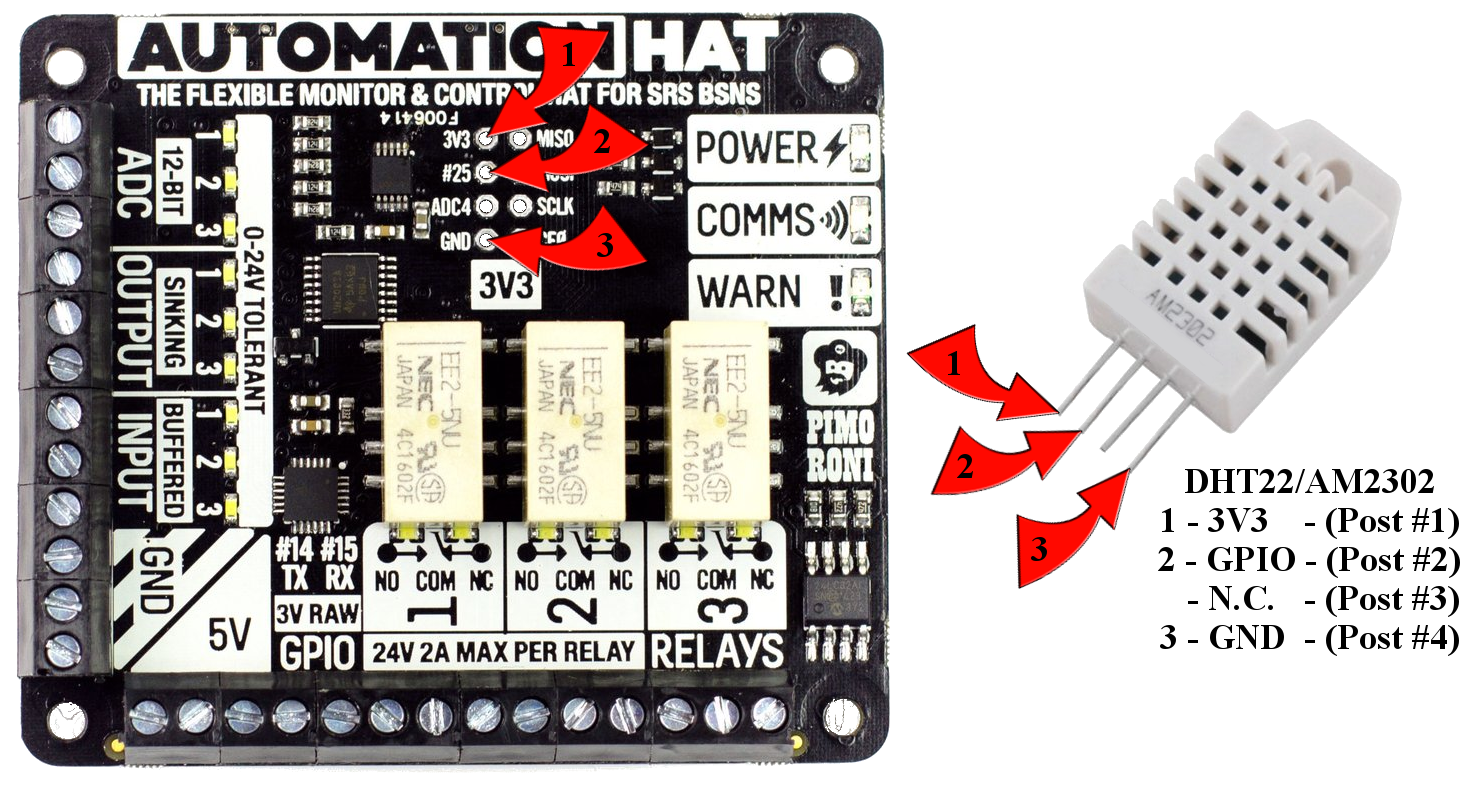 AUTOMATION HAT
THE FLEXIBLE MONITOR & CONTROL HAT FOR SRS BSNS
F006414
1
3V3 MISO
2
#25
ADC4 SCLK
GND
3
3V3
POWER
COMMS
WARN !
12-BIT
ADC
1
2
3
0-24V TOLERANT
SINKING
OUTPUT
1
2
3
BUFFERED
INPUT
1
2
3
GND
5V
EE2-5NU
NEC
JAPAN 4C1602F
EE2-5NU
NEC
JAPAN 4C1602F
EE2-5NU
NEC
JAPAN 4C1602F
PIMO
RONI
#14 #15
TX RX
3V RAW
GPIO
NO COM NC
1
NO COM NC
2
NO COM NC
3
24V 2A MAX PER RELAY
RELAYS
AM2302
1
2
3
DHT22/AM2302
1 - 3V3 - (Post #1)
2 - GPIO - (Post #2)
- N.C. - (Post #3)
3 - GND - (Post #4)